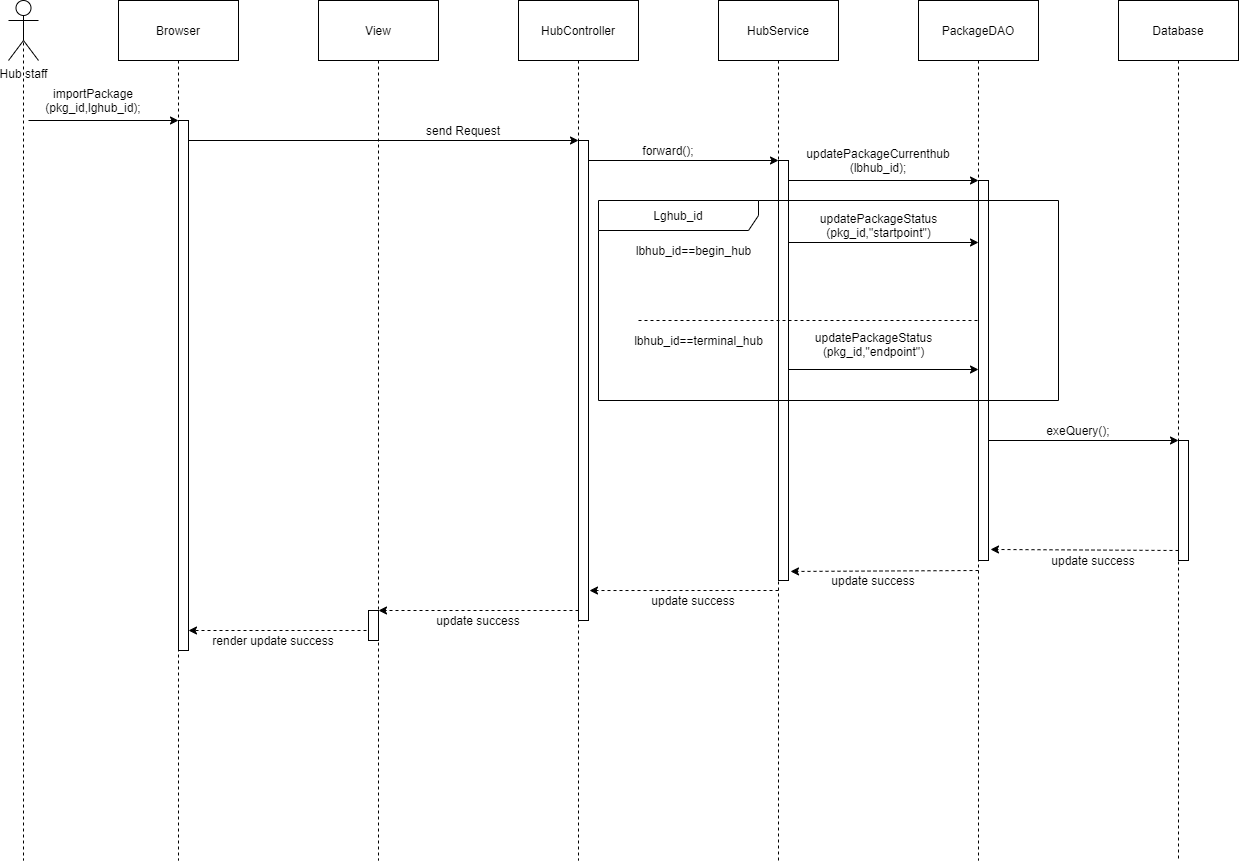 Hub staff
Browser
View
HubController
HubService
PackageDAO
Database
importPackage
(pkg_id,lghub_id);
send Request
forward();
updatePackageCurrenthub
(lbhub_id);
Lghub_id
updatePackageStatus
(pkg_id,"startpoint")
lbhub_id==begin_hub
lbhub_id==terminal_hub
updatePackageStatus
(pkg_id,"endpoint")
exeQuery();
update success
update success
update success
update success
render update success